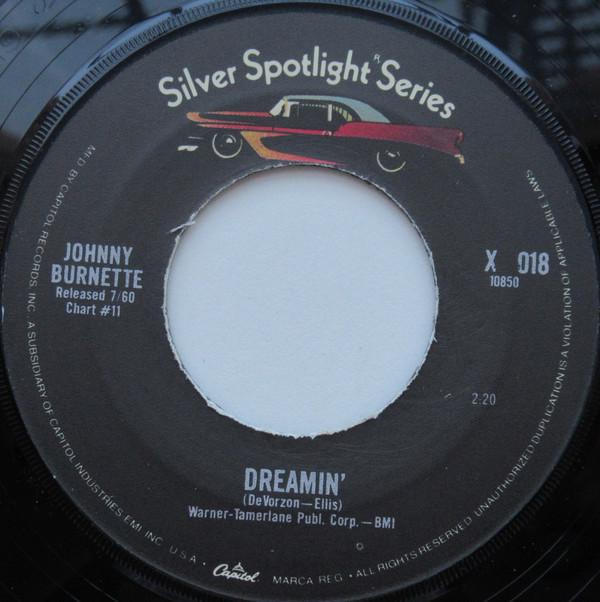 Silver Spotlight® Series
JOHNNY
BURNETTE
Released 7/60
Chart #11
X 018
10850
2:20
DREAMIN'
(DeVorzon—Ellis)
Warner-Tamerlane Publ. Corp.—BMI
MF'D BY CAPITOL RECORDS, INC. A SUBSIDIARY OF CAPITOL INDUSTRIES, EMI, INC. U.S.A. • Capitol MARCA REG. • ALL RIGHTS RESERVED. UNAUTHORIZED DUPLICATION IS A VIOLATION OF APPLICABLE LAWS